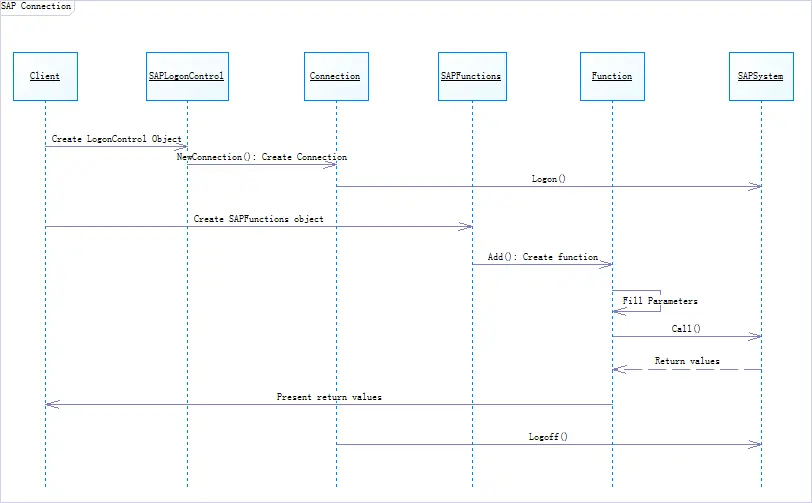 SAP Connection
Client
SAPLogonControl
Connection
SAPFunctions
Function
SAPSystem
Create LogonControl Object
NewConnection(): Create Connection
Logon()
Create SAPFunctions object
Add(): Create function
Fill Parameters
Call()
Return values
Present return values
Logoff()